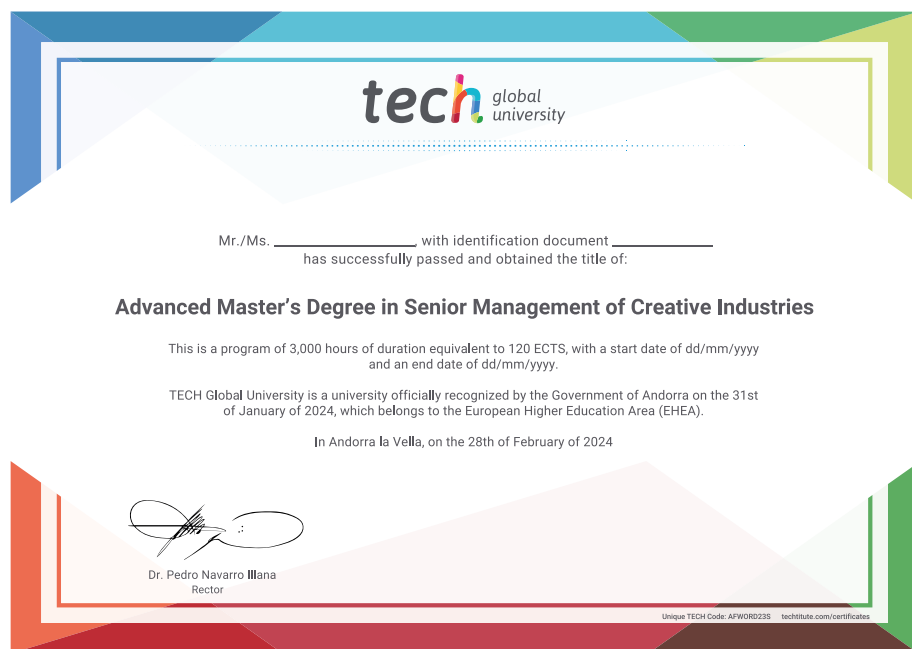 tech global university
Mr./Ms. ____________, with identification document ____________
has successfully passed and obtained the title of:
Advanced Master’s Degree in Senior Management of Creative Industries
This is a program of 3,000 hours of duration equivalent to 120 ECTS, with a start date of dd/mm/yyyy
and an end date of dd/mm/yyyy.
TECH Global University is a university officially recognized by the Government of Andorra on the 31st
of January of 2024, which belongs to the European Higher Education Area (EHEA).
In Andorra la Vella, on the 28th of February of 2024
Dr. Pedro Navarro Illana
Rector
Unique TECH Code: AFWORD23S techtitute.com/certificates